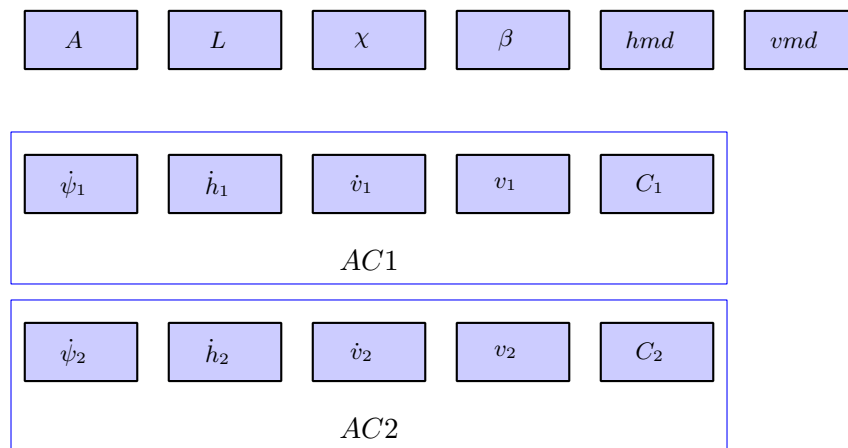 A L χ β hmd vmd
ψ̇₁ ḣ₁ v̇₁ v₁ C₁
AC1
ψ̇₂ ḣ₂ v̇₂ v₂ C₂
AC2